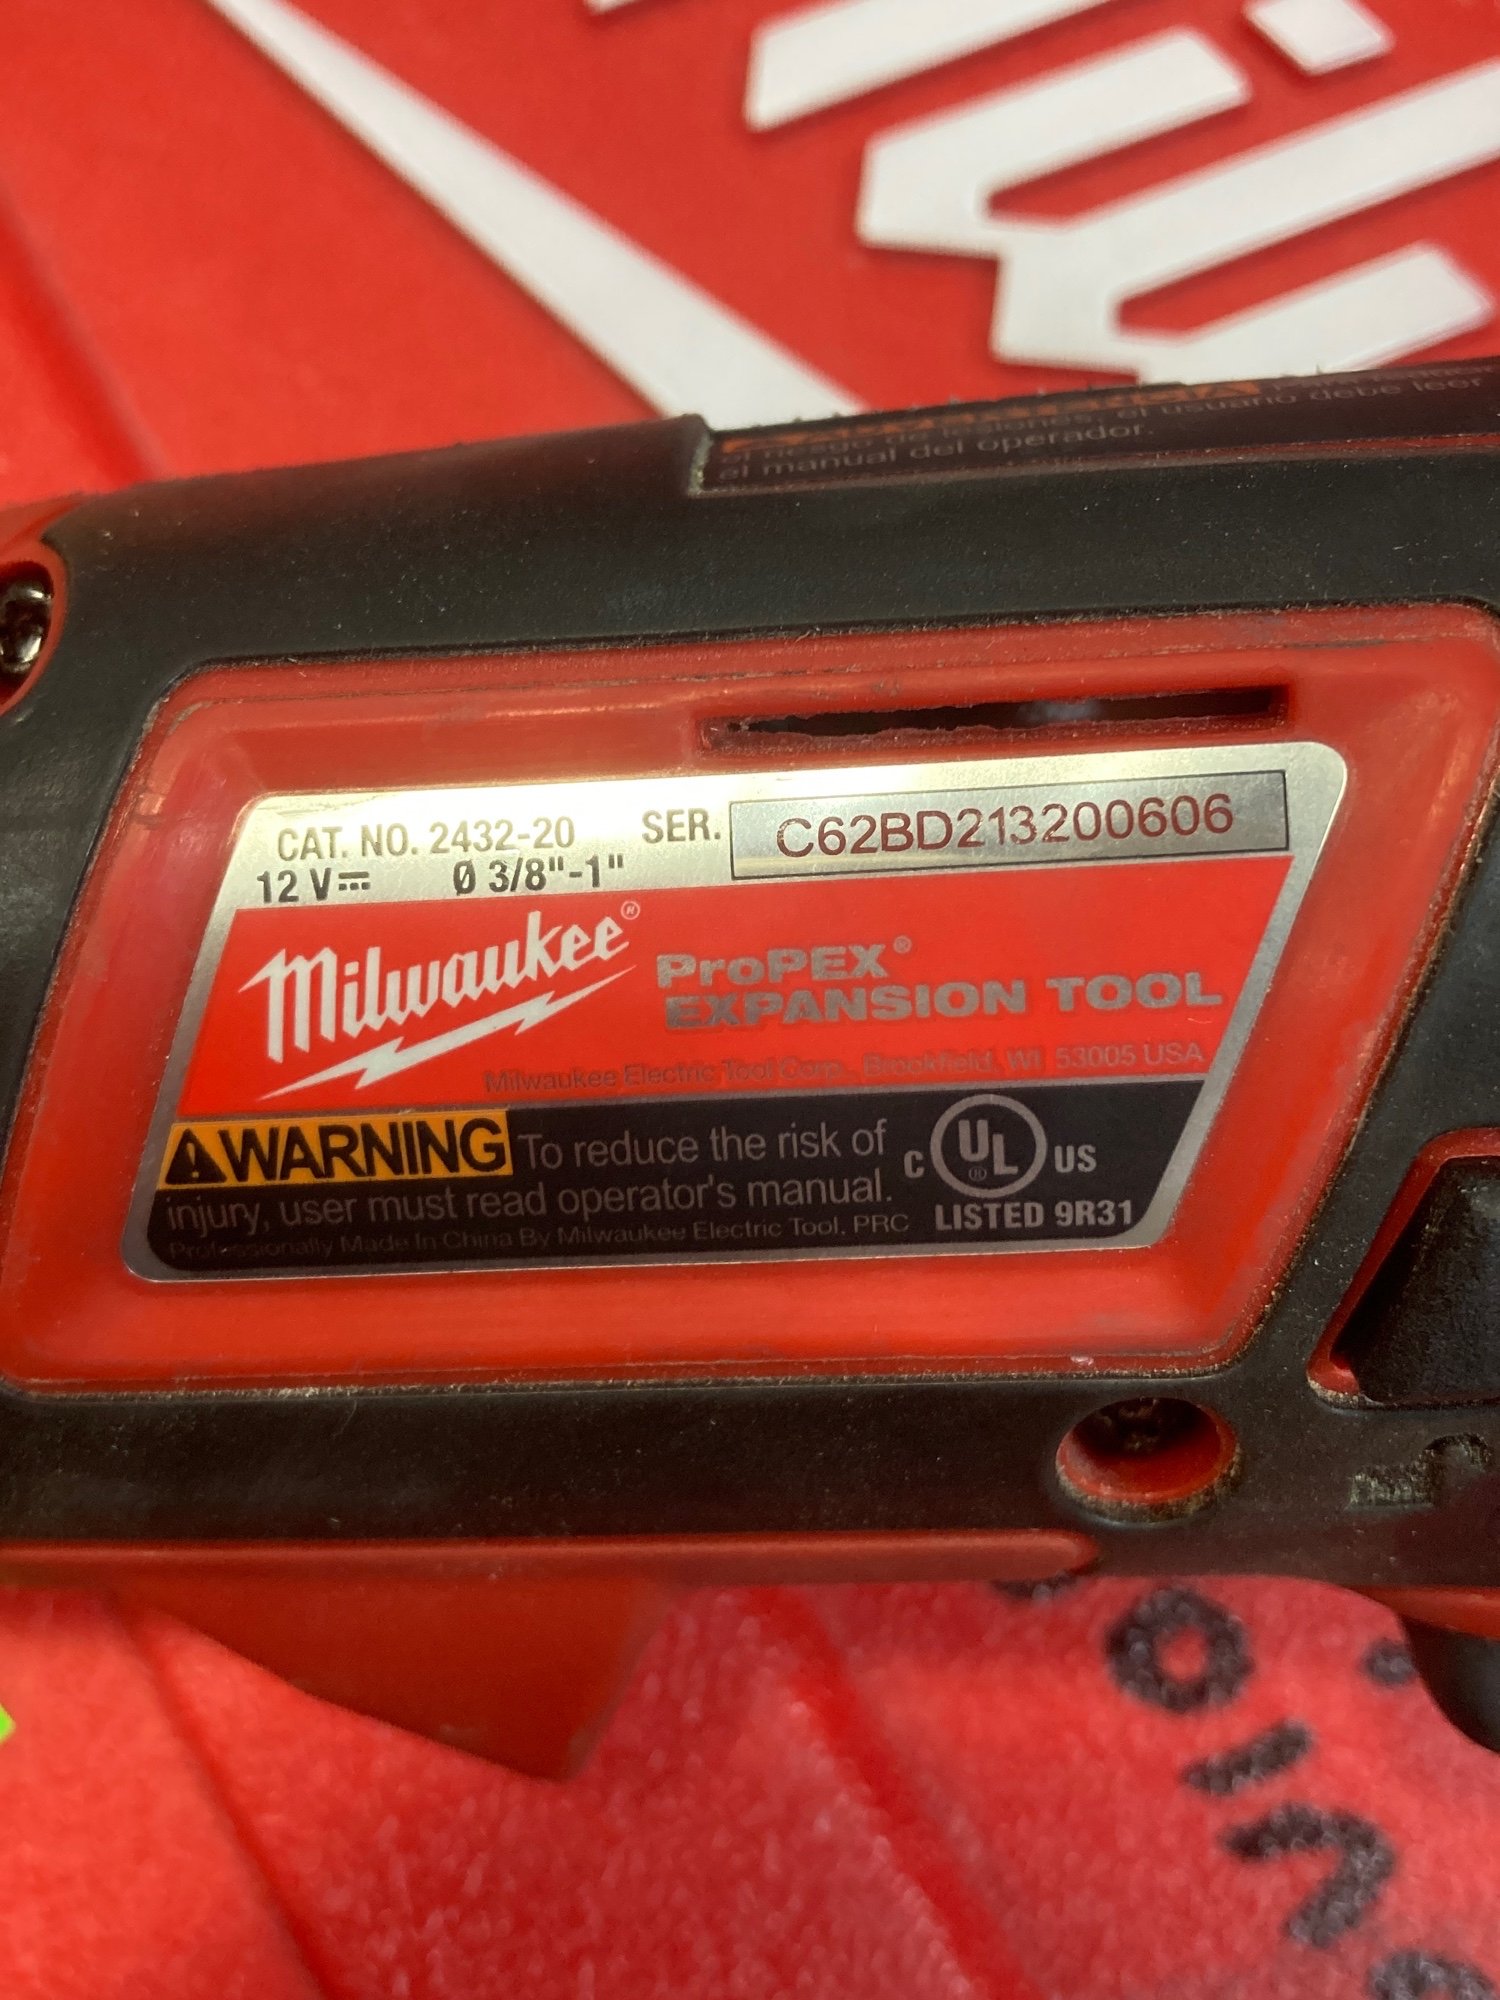 el riesgo de lesiones, el usuario debe leer
el manual del operador.
CAT. NO. 2432-20 SER. C62BD213200606
12 V⎓ Ø 3/8"-1"
Milwaukee®
ProPEX®
EXPANSION TOOL
Milwaukee Electric Tool Corp., Brookfield, WI 53005 USA
⚠WARNING To reduce the risk of
injury, user must read operator's manual.
Professionally Made In China By Milwaukee Electric Tool, PRC
C UL® US
LISTED 9R31